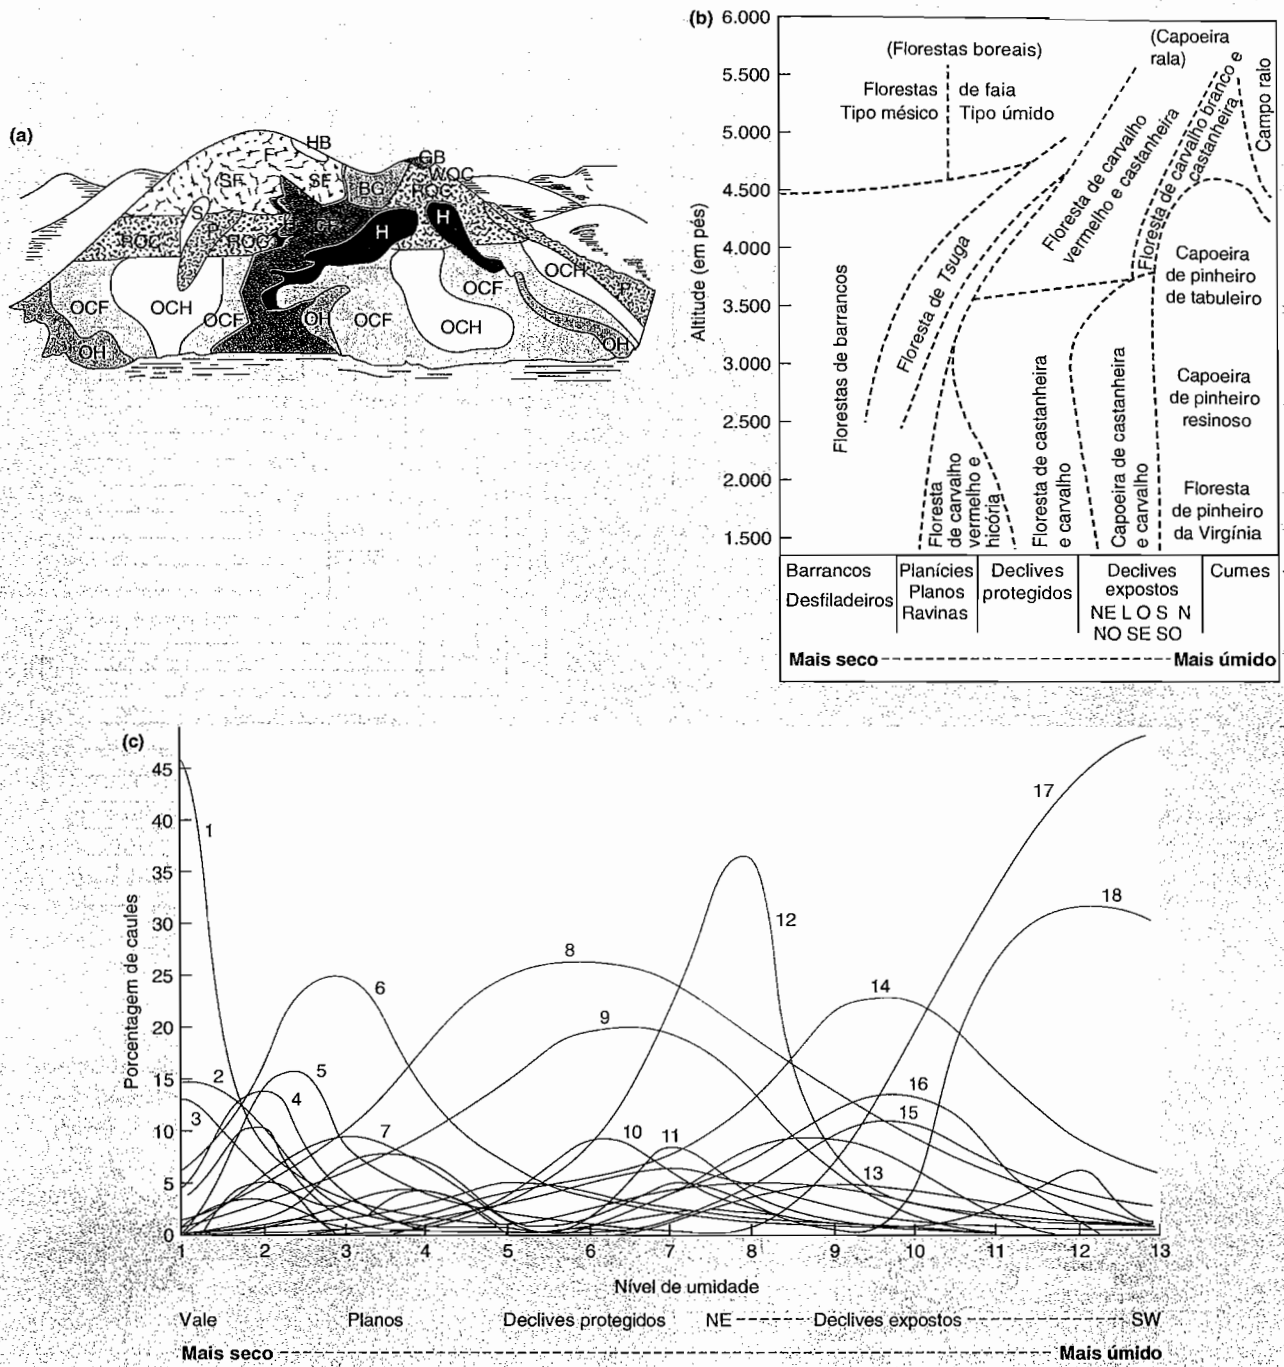 (a)
HB
F
SF
SF
GB
WOC
BG
ROC
S
P
ROC
ROC
CF
H
H
OCF
OCH
OCF
OH
OCF
OCH
OCF
OCH
P
OH
OH
(b)
6.000
5.500
5.000
4.500
4.000
3.500
3.000
2.500
2.000
1.500
Altitude (em pés)
(Florestas boreais)
(Capoeira
rala)
Florestas
Tipo mésico
de faia
Tipo úmido
Campo ralo
Floresta de carvalho branco e
castanheira
Floresta de carvalho
vermelho e castanheira
Floresta de Tsuga
Florestas de barrancos
Capoeira
de pinheiro
de tabuleiro
Capoeira
de pinheiro
resinoso
Floresta
de pinheiro
da Virgínia
Floresta
de carvalho
vermelho e
hicória
Floresta de castanheira
e carvalho
Capoeira de castanheira
e carvalho
Barrancos
Desfiladeiros
Planícies
Planos
Ravinas
Declives
protegidos
Declives
expostos
NE L O S N
NO SE SO
Cumes
Mais seco
Mais úmido
(c)
45
40
35
30
25
20
15
10
5
0
Porcentagem de caules
1
2
3
4
5
6
7
8
9
10
11
12
13
14
15
16
17
18
1 2 3 4 5 6 7 8 9 10 11 12 13
Nível de umidade
Vale Planos Declives protegidos NE Declives expostos SW
Mais seco Mais úmido